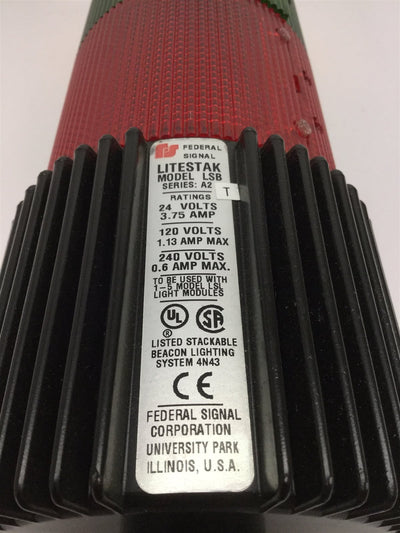 FEDERAL
SIGNAL
LITESTAK
MODEL LSB
SERIES: A2 T
RATINGS
24 VOLTS
3.75 AMP
120 VOLTS
1.13 AMP MAX
240 VOLTS
0.6 AMP MAX.
TO BE USED WITH
1-5 MODEL LSL
LIGHT MODULES
UL SA
®
LISTED STACKABLE
BEACON LIGHTING
SYSTEM 4N43
CE
FEDERAL SIGNAL
CORPORATION
UNIVERSITY PARK
ILLINOIS, U.S.A.